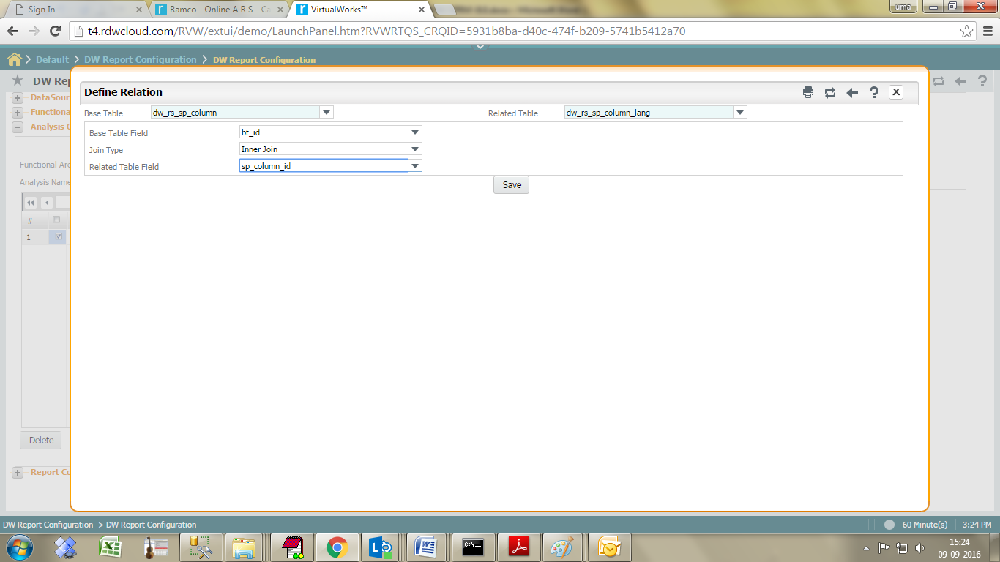 Sign In
Ramco - Online A R S - Ca
VirtualWorks™
uma
t4.rdwcloud.com/RVW/extui/demo/LaunchPanel.htm?RVWRTQS_CRQID=5931b8ba-d40c-474f-b209-5741b5412a70
Default > DW Report Configuration > DW Report Configuration
DW Rep
DataSour
Functiona
Analysis C
Functional Are
Analysis Name
#
1
Delete
Report Co
Define Relation
X
Base Table dw_rs_sp_column Related Table dw_rs_sp_column_lang
Base Table Field bt_id
Join Type Inner Join
Related Table Field sp_column_id
Save
DW Report Configuration -> DW Report Configuration 60 Minute(s) 3:24 PM
15:24
09-09-2016